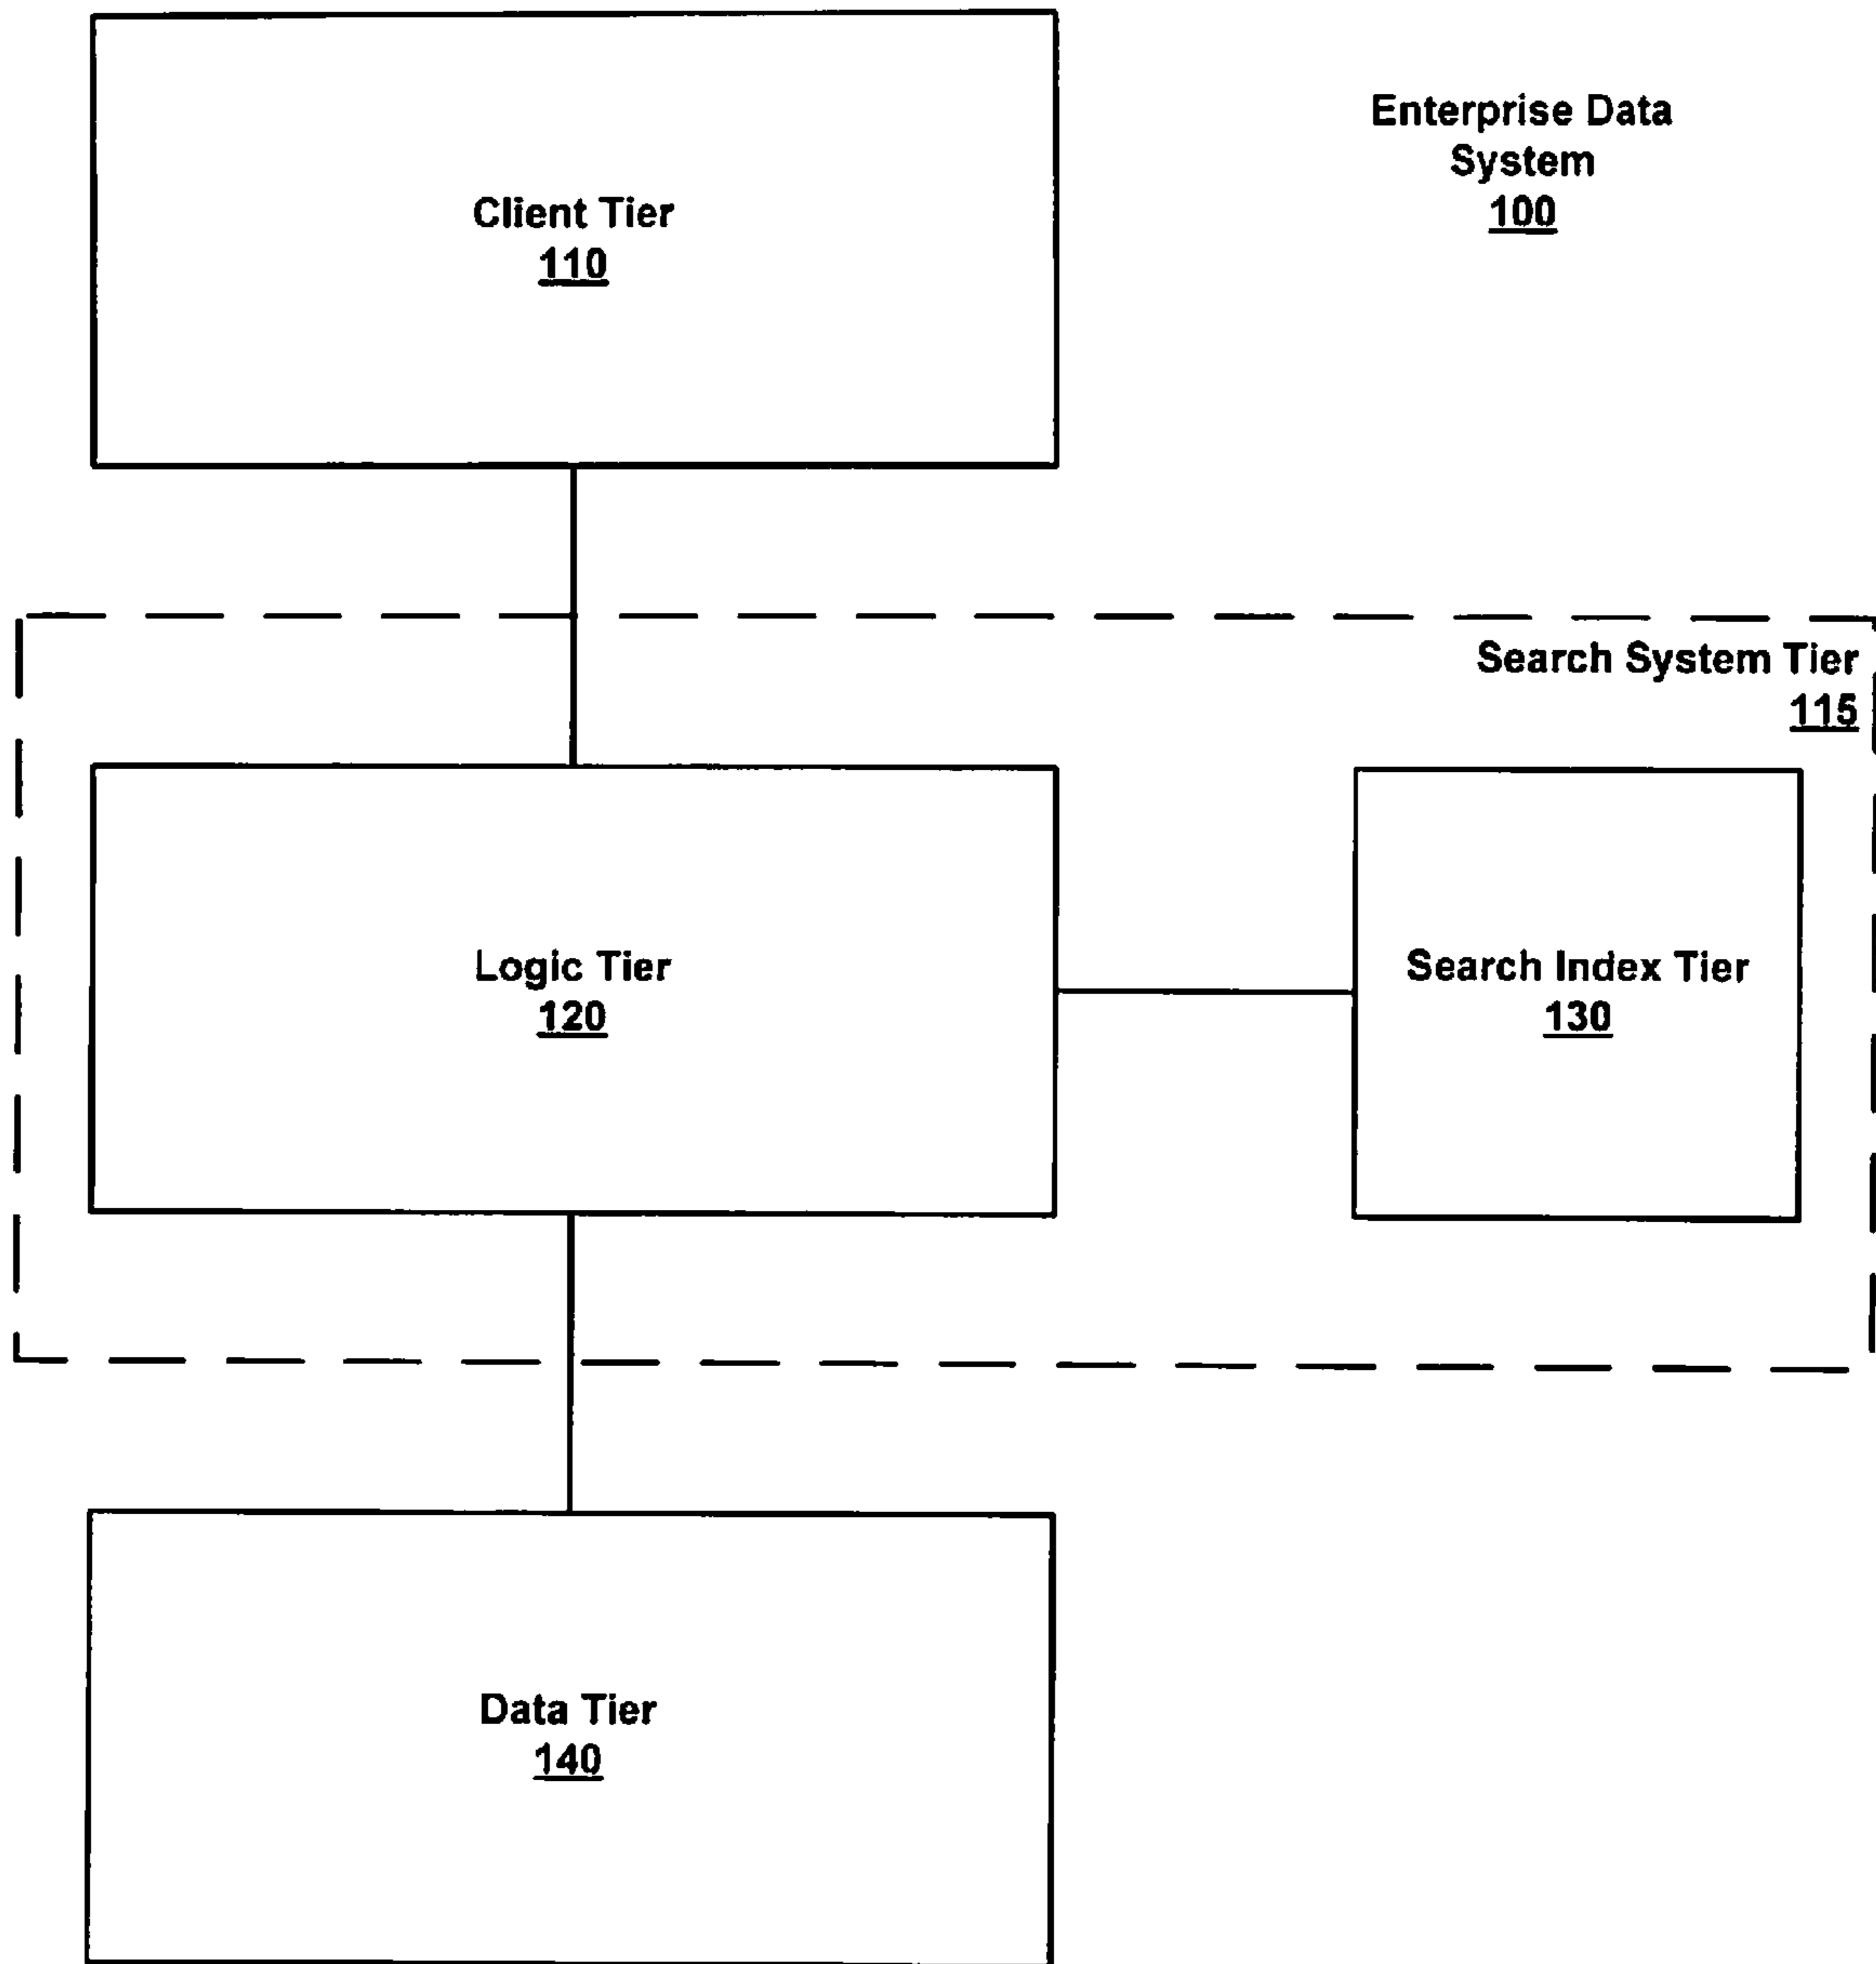 Client Tier
110
Enterprise Data
System
100
Search System Tier
115
Logic Tier
120
Search Index Tier
130
Data Tier
140